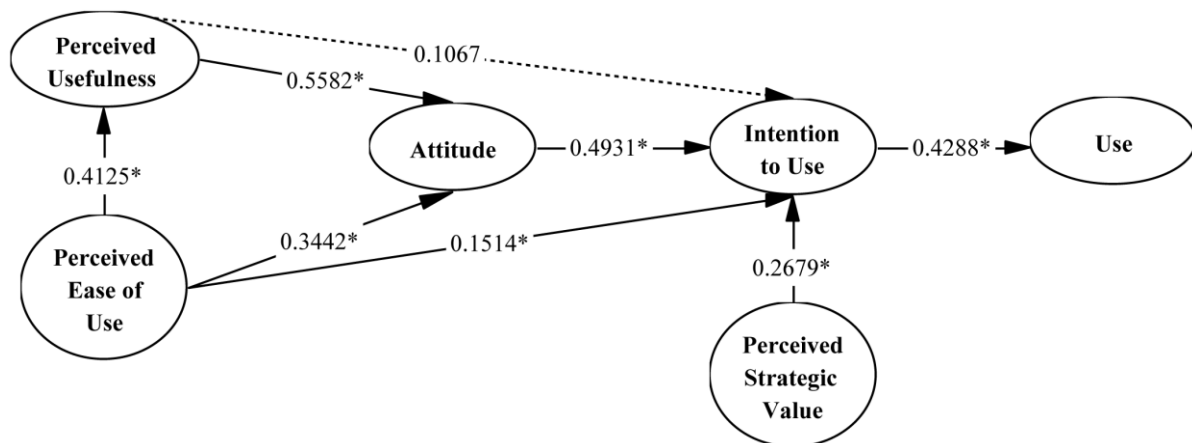 Perceived
Usefulness
0.1067
0.5582*
Attitude
0.4931*
Intention
to Use
0.4288*
Use
0.4125*
0.3442*
0.1514*
Perceived
Ease of
Use
0.2679*
Perceived
Strategic
Value